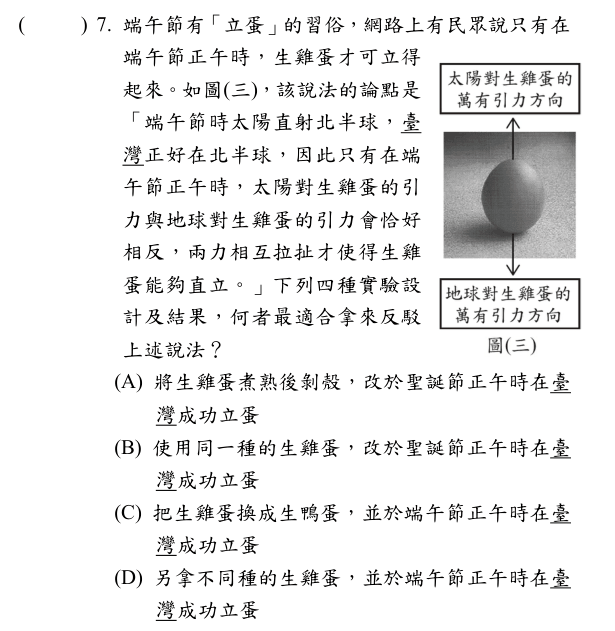 (　　) 7. 端午節有「立蛋」的習俗，網路上有民眾說只有在
端午節正午時，生雞蛋才可立得
起來。如圖(三)，該說法的論點是
「端午節時太陽直射北半球，臺
灣正好在北半球，因此只有在端
午節正午時，太陽對生雞蛋的引
力與地球對生雞蛋的引力會恰好
相反，兩力相互拉扯才使得生雞
蛋能夠直立。」下列四種實驗設
計及結果，何者最適合拿來反駁
上述說法？
太陽對生雞蛋的
萬有引力方向
地球對生雞蛋的
萬有引力方向
圖(三)
(A) 將生雞蛋煮熟後剝殼，改於聖誕節正午時在臺
灣成功立蛋
(B) 使用同一種的生雞蛋，改於聖誕節正午時在臺
灣成功立蛋
(C) 把生雞蛋換成生鴨蛋，並於端午節正午時在臺
灣成功立蛋
(D) 另拿不同種的生雞蛋，並於端午節正午時在臺
灣成功立蛋